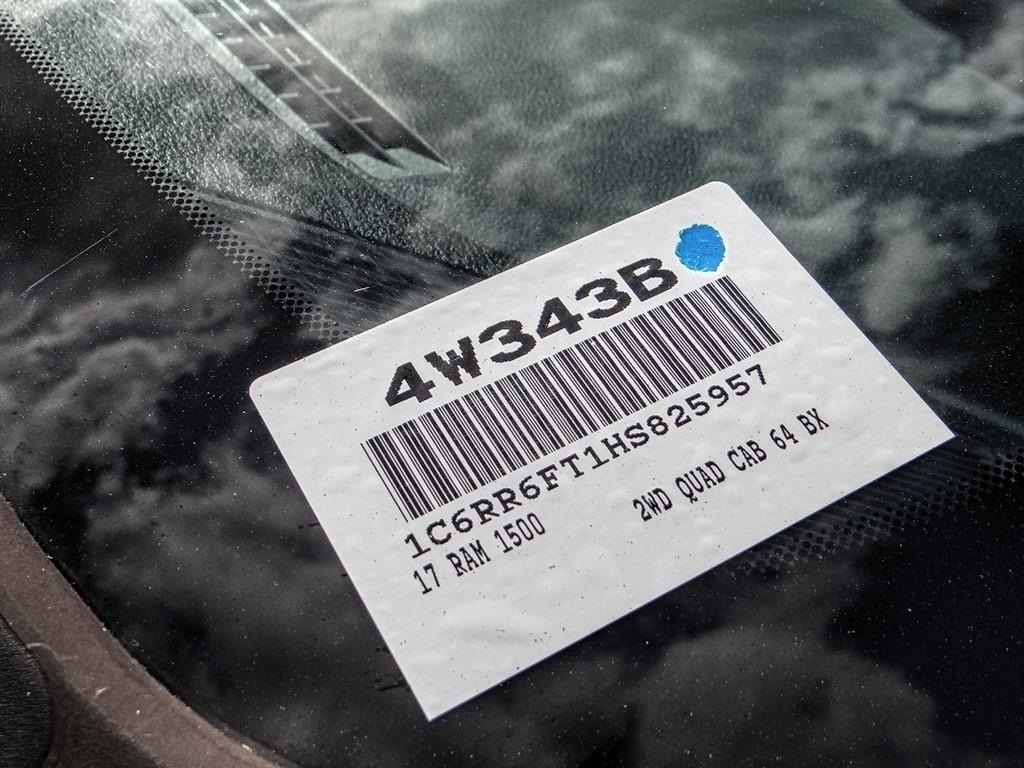 4W343B
1C6RR6FT1HS825957
17 RAM 1500 2WD QUAD CAB 64 BX